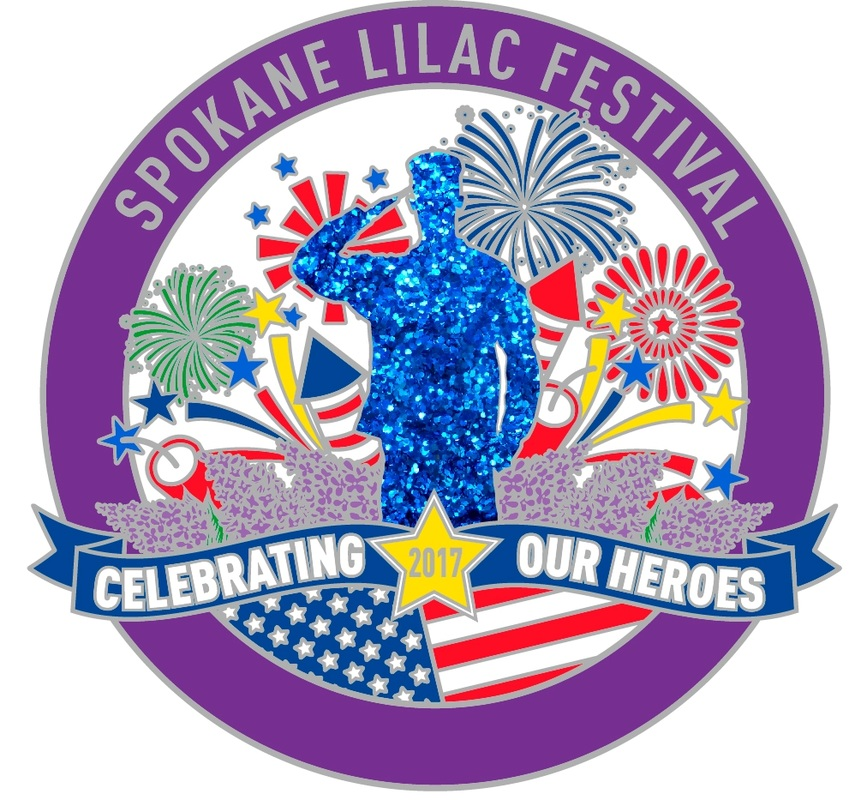 SPOKANE LILAC FESTIVAL
CELEBRATING 2017 OUR HEROES